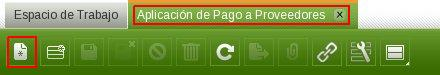 Espacio de Trabajo
Aplicación de Pago a Proveedores x